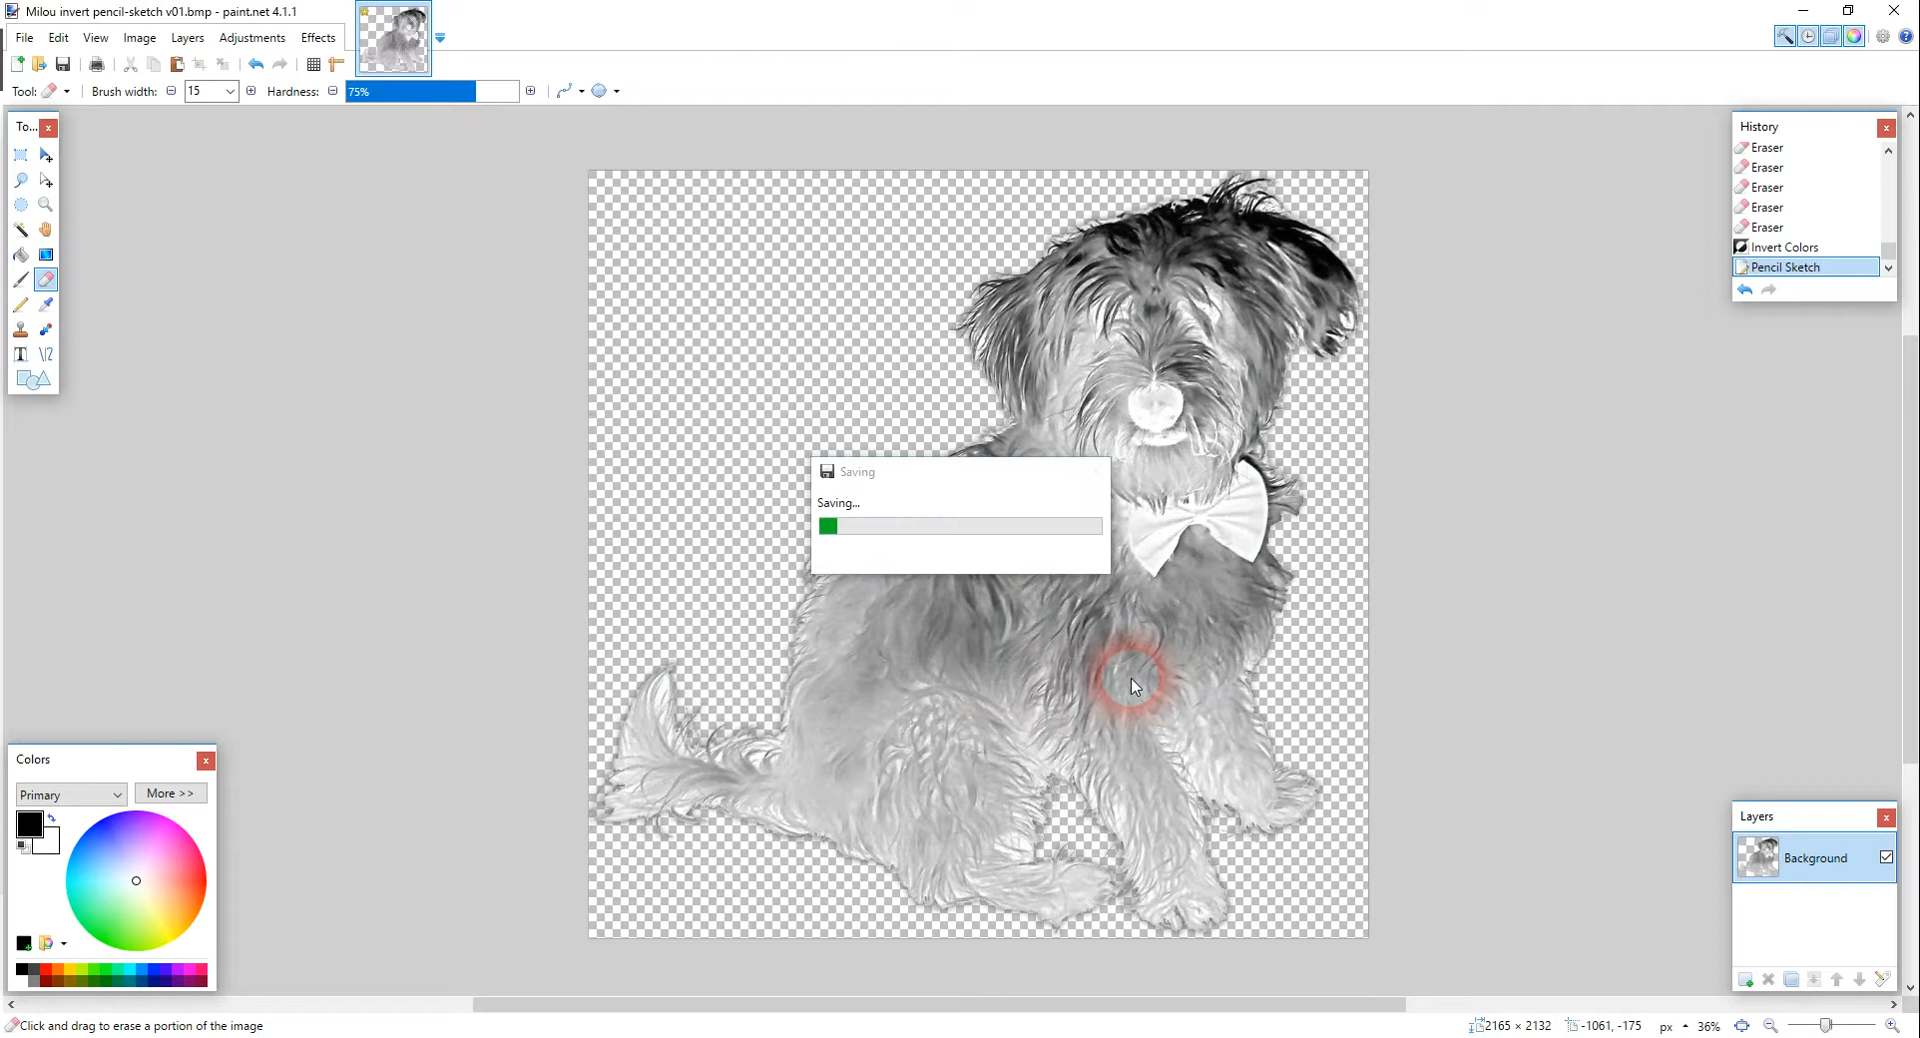 Milou invert pencil-sketch v01.bmp - paint.net 4.1.1
File Edit View Image Layers Adjustments Effects
Tool: Brush width: 15 Hardness: 75%
To...
History
Eraser
Eraser
Eraser
Eraser
Eraser
Invert Colors
Pencil Sketch
Saving
Saving...
Colors
Primary More >>
Layers
Background
Click and drag to erase a portion of the image 2165 × 2132 -1061, -175 px 36%